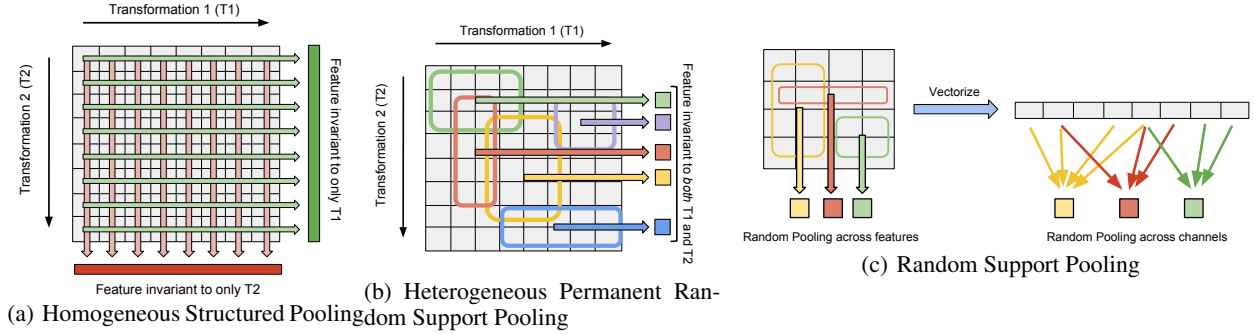 Transformation 1 (T1)
Transformation 2 (T2)
Feature invariant to only T1
Feature invariant to only T2
(a) Homogeneous Structured Pooling
Transformation 1 (T1)
Transformation 2 (T2)
Feature invariant to both T1 and T2
(b) Heterogeneous Permanent Ran-
dom Support Pooling
Vectorize
Random Pooling across features
Random Pooling across channels
(c) Random Support Pooling